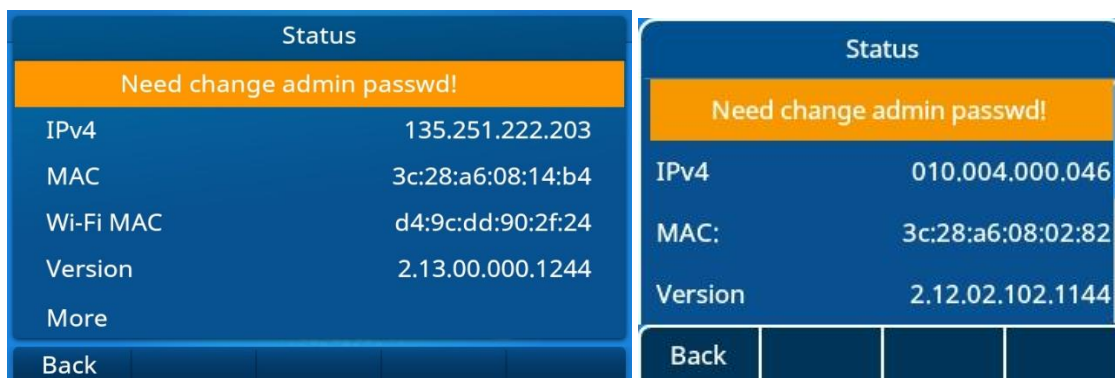 Status
Need change admin passwd!
IPv4 135.251.222.203
MAC 3c:28:a6:08:14:b4
Wi-Fi MAC d4:9c:dd:90:2f:24
Version 2.13.00.000.1244
More
Back
Status
Need change admin passwd!
IPv4 010.004.000.046
MAC: 3c:28:a6:08:02:82
Version 2.12.02.102.1144
Back